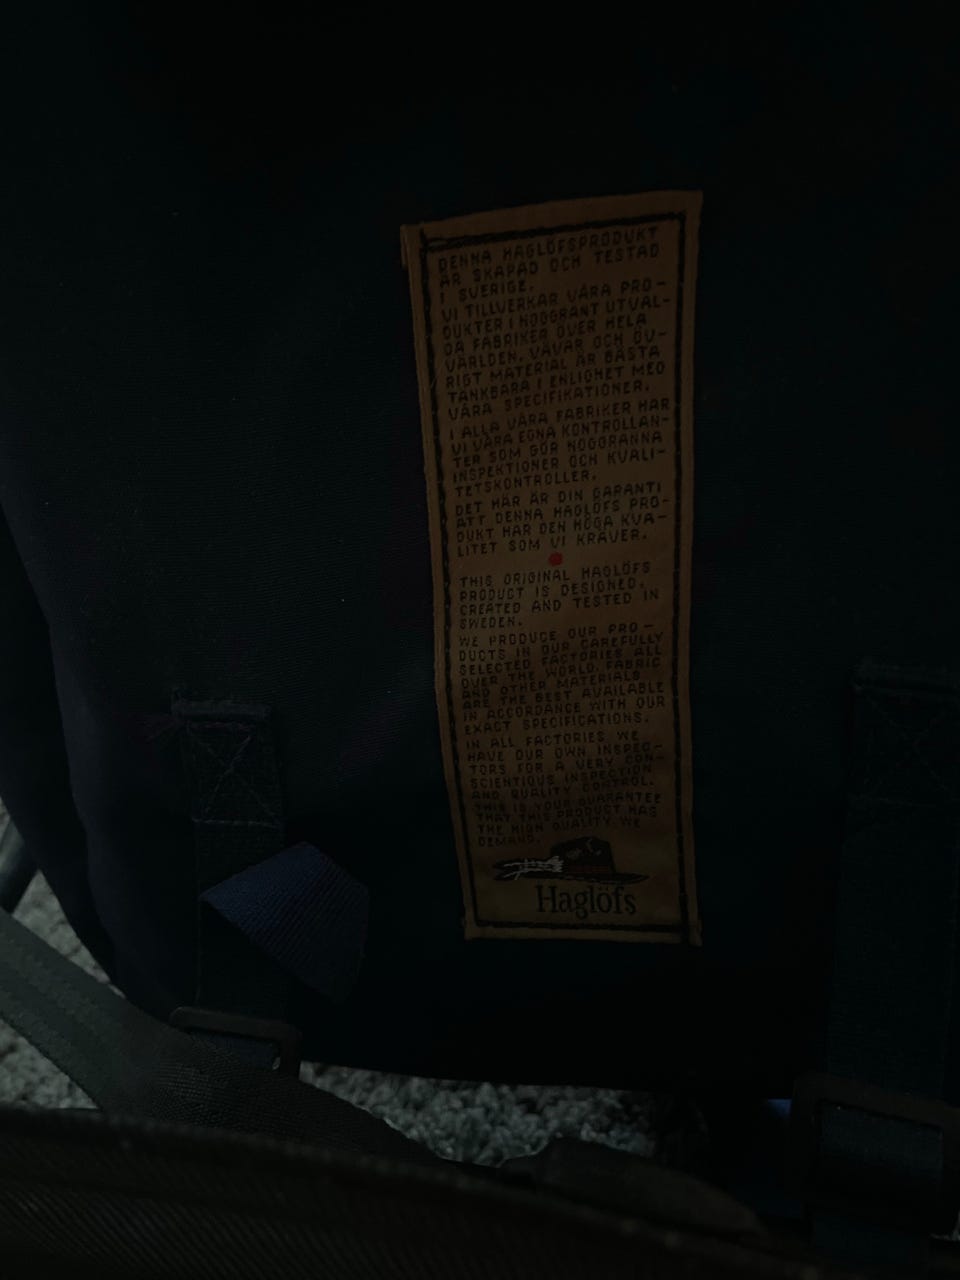 DENNA HAGLÖFSPRODUKT
ÄR SKAPAD OCH TESTAD
I SVERIGE.
VI TILLVERKAR VÅRA PRO-
DUKTER I NOGGRANT UTVAL-
DA FABRIKER ÖVER HELA
VÄRLDEN. VÄVAR OCH ÖV-
RIGT MATERIAL ÄR BÄSTA
TÄNKBARA I ENLIGHET MED
VÅRA SPECIFIKATIONER.
I ALLA VÅRA FABRIKER HAR
VI VÅRA EGNA KONTROLLAN-
TER SOM GÖR NOGGRANNA
INSPEKTIONER OCH KVALI-
TETSKONTROLLER.
DET HÄR ÄR DIN GARANTI
ATT DENNA HAGLÖFS PRO-
DUKT HAR DEN HÖGA KVA-
LITET SOM VI KRÄVER.
THIS ORIGINAL HAGLÖFS
PRODUCT IS DESIGNED,
CREATED AND TESTED IN
SWEDEN.
WE PRODUCE OUR PRO-
DUCTS IN OUR CAREFULLY
SELECTED FACTORIES ALL
OVER THE WORLD. FABRIC
AND OTHER MATERIALS
ARE THE BEST AVAILABLE
IN ACCORDANCE WITH OUR
EXACT SPECIFICATIONS.
IN ALL FACTORIES WE
HAVE OUR OWN INSPEC-
TORS FOR A VERY CON-
SCIENTIOUS INSPECTION
AND QUALITY CONTROL.
THIS IS YOUR GUARANTEE
THAT THIS PRODUCT HAS
THE HIGH QUALITY WE
DEMAND.
Haglöfs